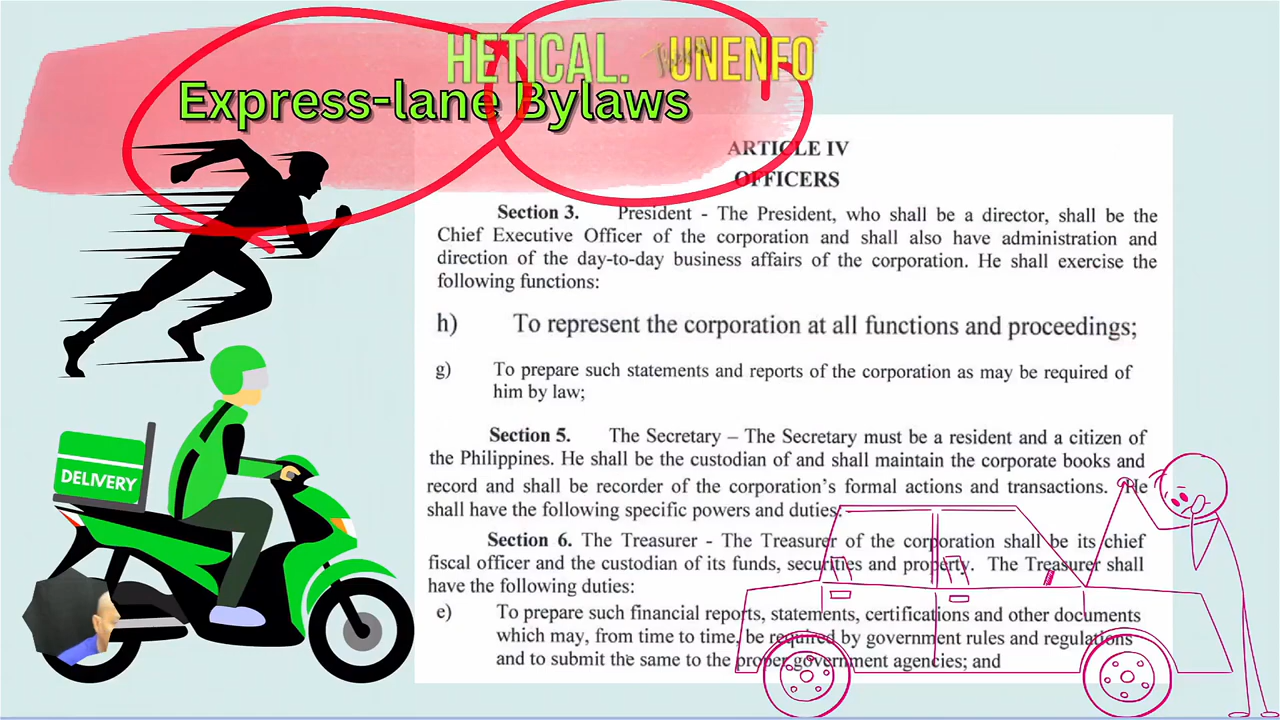 HETICAL. UNENFO
Express-lane Bylaws
ARTICLE IV
OFFICERS
Section 3. President - The President, who shall be a director, shall be the
Chief Executive Officer of the corporation and shall also have administration and
direction of the day-to-day business affairs of the corporation. He shall exercise the
following functions:
h) To represent the corporation at all functions and proceedings;
g) To prepare such statements and reports of the corporation as may be required of
him by law;
Section 5. The Secretary – The Secretary must be a resident and a citizen of
the Philippines. He shall be the custodian of and shall maintain the corporate books and
record and shall be recorder of the corporation's formal actions and transactions. He
shall have the following specific powers and duties:
Section 6. The Treasurer - The Treasurer of the corporation shall be its chief
fiscal officer and the custodian of its funds, securities and property. The Treasurer shall
have the following duties:
e) To prepare such financial reports, statements, certifications and other documents
which may, from time to time, be required by government rules and regulations
and to submit the same to the proper government agencies; and
DELIVERY